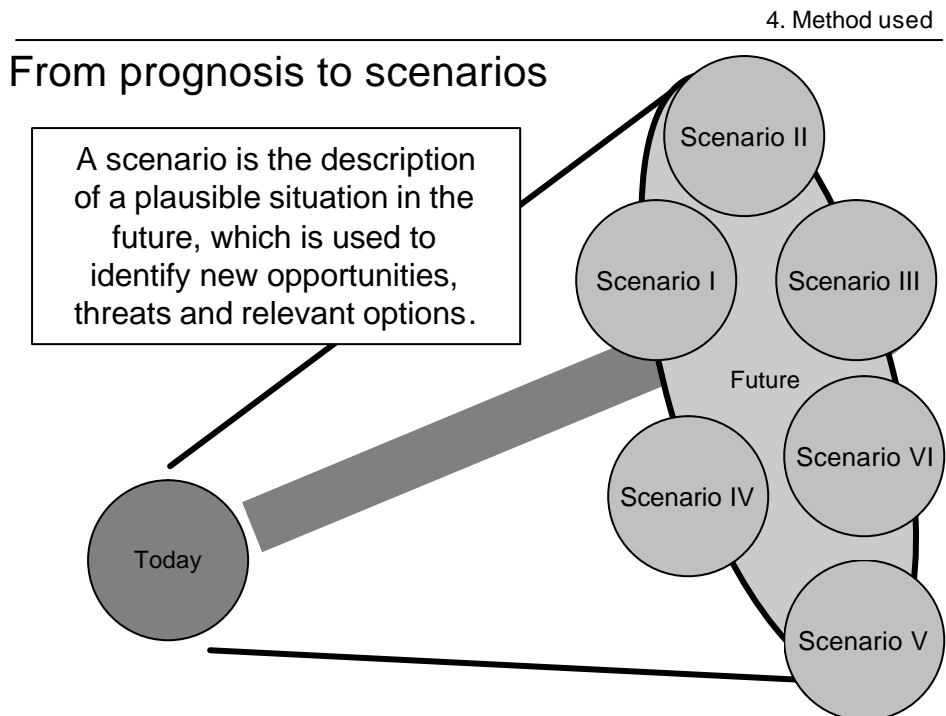 4. Method used
From prognosis to scenarios
A scenario is the description
of a plausible situation in the
future, which is used to
identify new opportunities,
threats and relevant options.
Scenario II
Scenario I
Scenario III
Future
Scenario VI
Scenario IV
Today
Scenario V